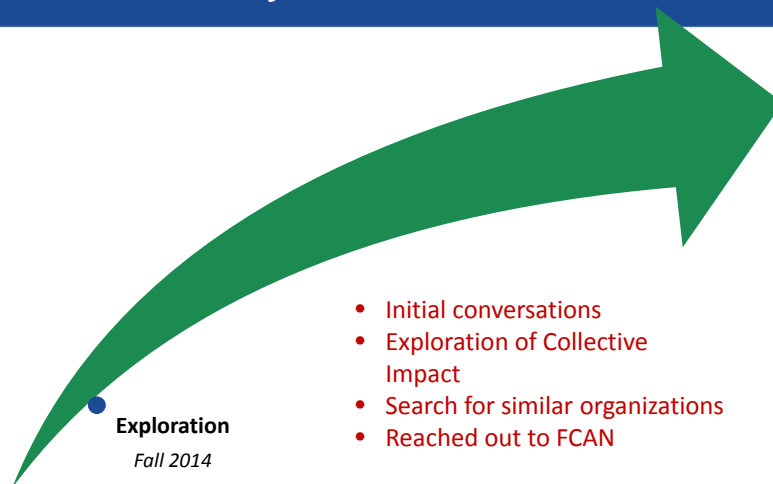 • Initial conversations
• Exploration of Collective
Impact
• Search for similar organizations
• Reached out to FCAN
Exploration
Fall 2014